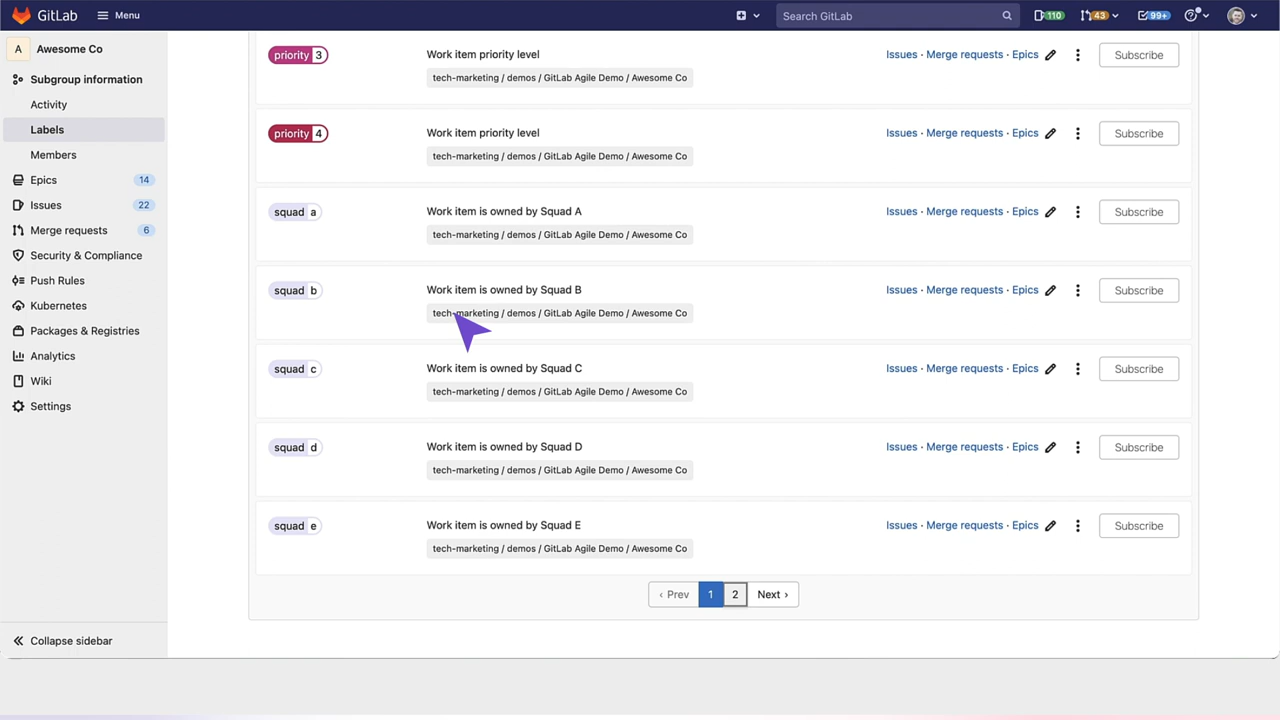 GitLab Menu Search GitLab 110 43 99+
A Awesome Co
Subgroup information
Activity
Labels
Members
Epics 14
Issues 22
Merge requests 6
Security & Compliance
Push Rules
Kubernetes
Packages & Registries
Analytics
Wiki
Settings
Collapse sidebar
priority 3 Work item priority level Issues · Merge requests · Epics Subscribe
tech-marketing / demos / GitLab Agile Demo / Awesome Co
priority 4 Work item priority level Issues · Merge requests · Epics Subscribe
tech-marketing / demos / GitLab Agile Demo / Awesome Co
squad a Work item is owned by Squad A Issues · Merge requests · Epics Subscribe
tech-marketing / demos / GitLab Agile Demo / Awesome Co
squad b Work item is owned by Squad B Issues · Merge requests · Epics Subscribe
tech-marketing / demos / GitLab Agile Demo / Awesome Co
squad c Work item is owned by Squad C Issues · Merge requests · Epics Subscribe
tech-marketing / demos / GitLab Agile Demo / Awesome Co
squad d Work item is owned by Squad D Issues · Merge requests · Epics Subscribe
tech-marketing / demos / GitLab Agile Demo / Awesome Co
squad e Work item is owned by Squad E Issues · Merge requests · Epics Subscribe
tech-marketing / demos / GitLab Agile Demo / Awesome Co
‹ Prev 1 2 Next ›